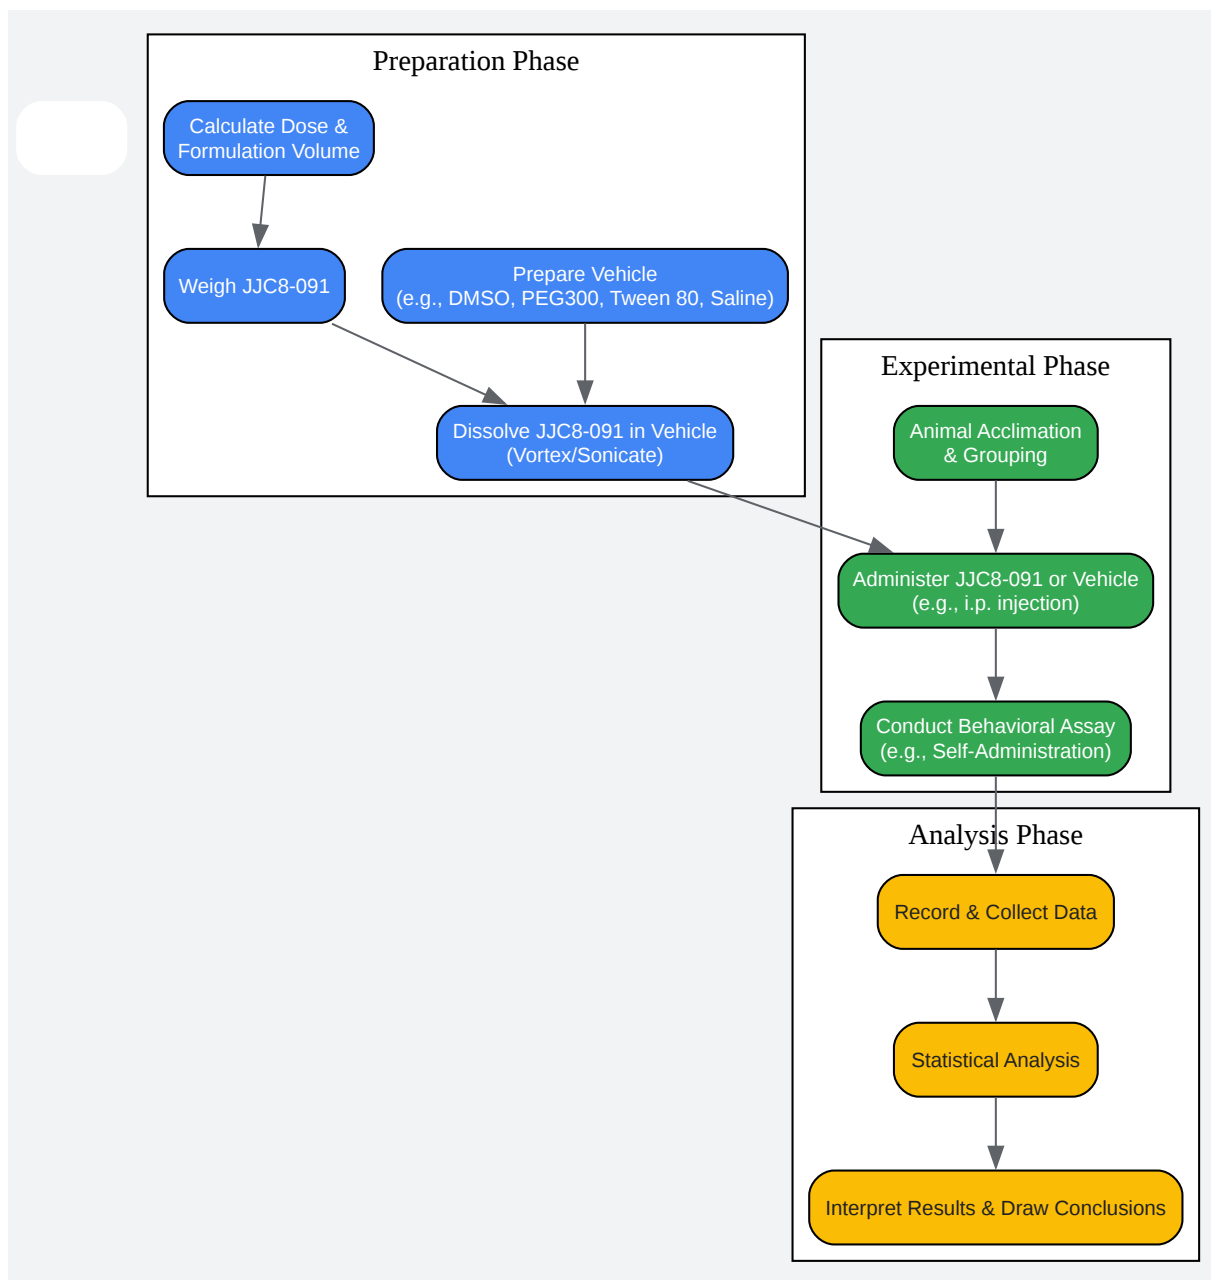 Preparation Phase
Calculate Dose &
Formulation Volume
Weigh JJC8-091
Prepare Vehicle
(e.g., DMSO, PEG300, Tween 80, Saline)
Dissolve JJC8-091 in Vehicle
(Vortex/Sonicate)
Experimental Phase
Animal Acclimation
& Grouping
Administer JJC8-091 or Vehicle
(e.g., i.p. injection)
Conduct Behavioral Assay
(e.g., Self-Administration)
Analysis Phase
Record & Collect Data
Statistical Analysis
Interpret Results & Draw Conclusions